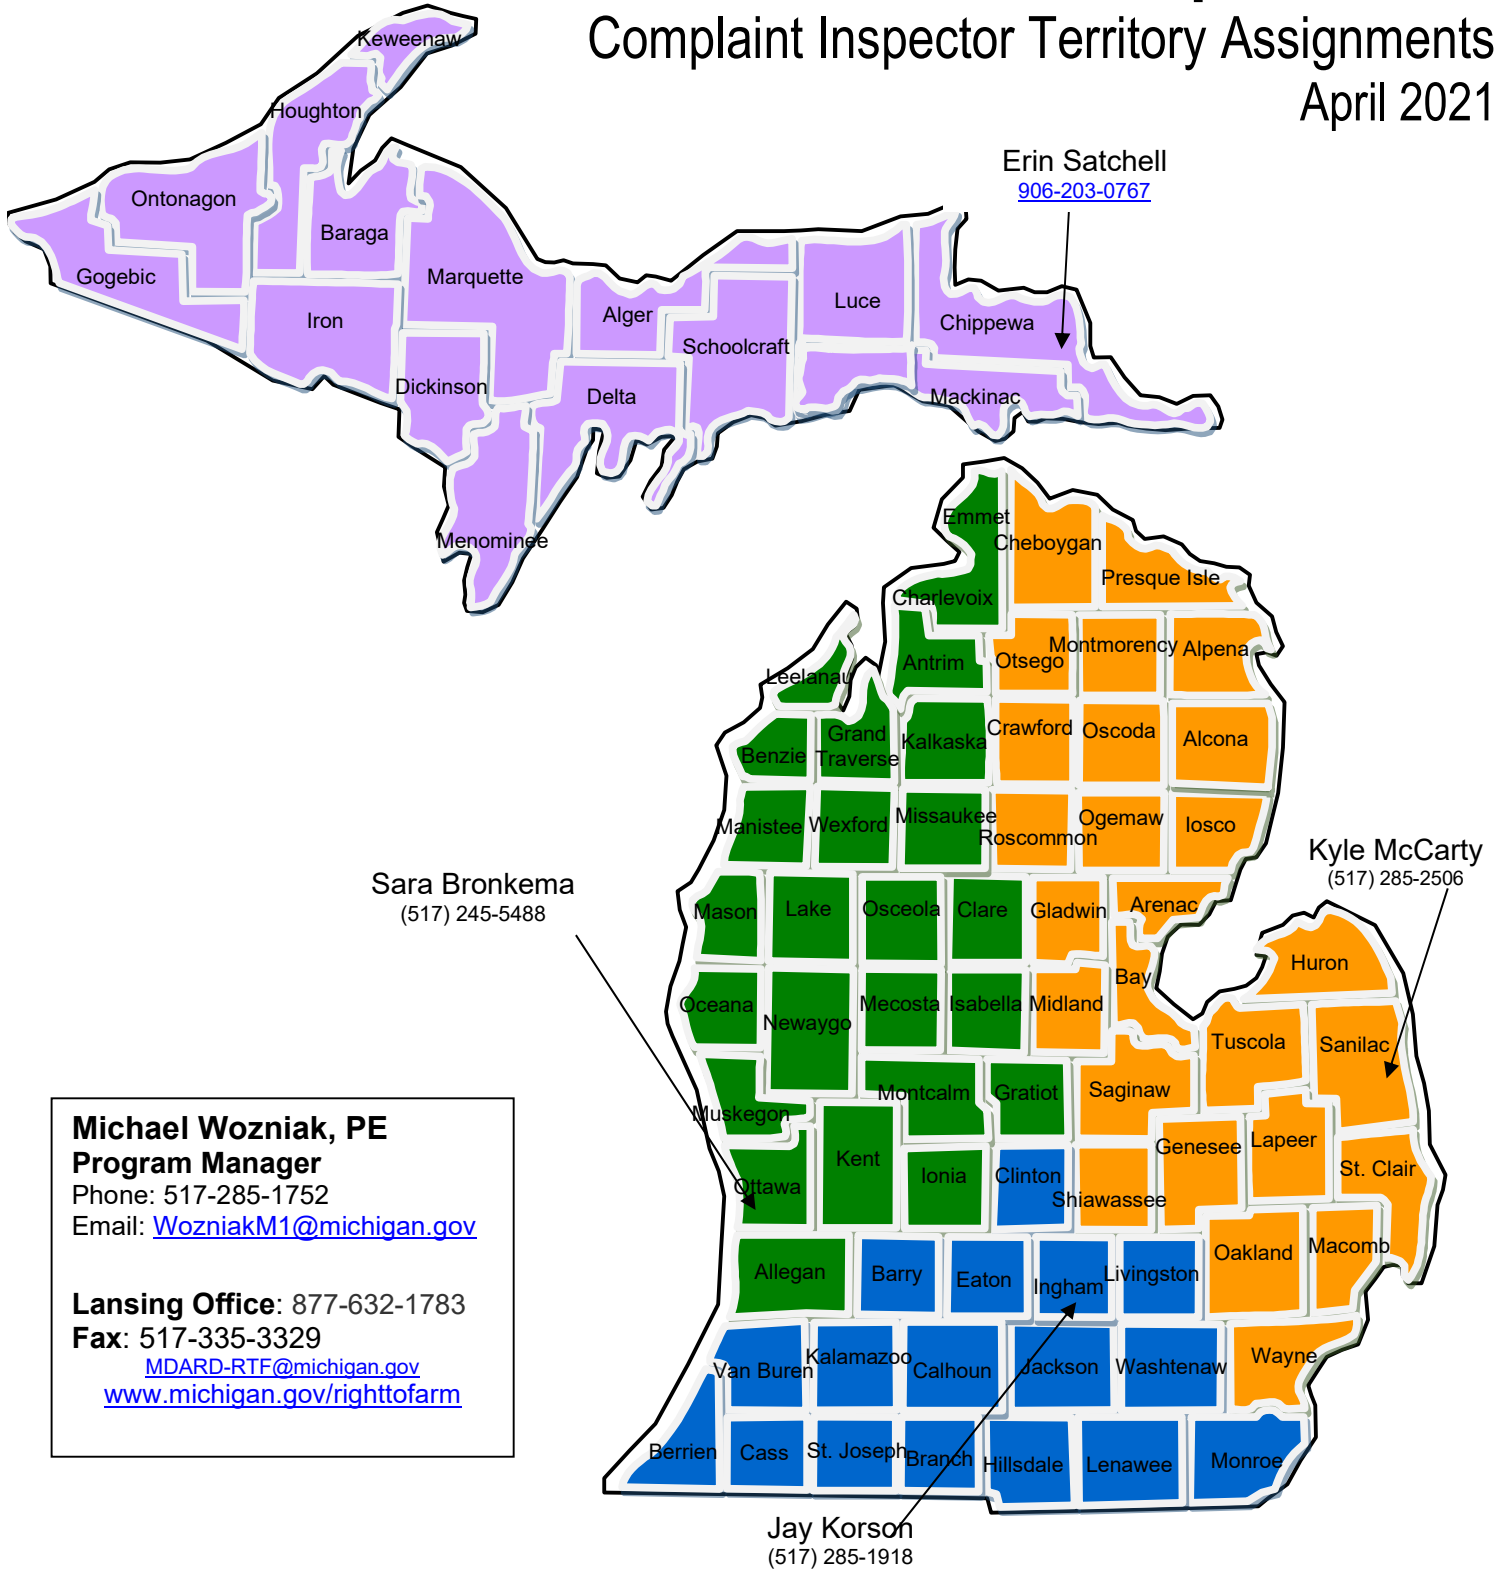 Complaint Inspector Territory Assignments
April 2021
Keweenaw
Houghton
Erin Satchell
906-203-0767
Ontonagon
Baraga
Gogebic
Marquette
Iron
Alger
Luce
Chippewa
Schoolcraft
Dickinson
Delta
Mackinac
Menominee
Emmet
Cheboygan
Presque Isle
Charlevoix
Antrim
Otsego
Montmorency
Alpena
Leelanau
Benzie
Grand
Traverse
Kalkaska
Crawford
Oscoda
Alcona
Manistee
Wexford
Missaukee
Roscommon
Ogemaw
Iosco
Kyle McCarty
(517) 285-2506
Sara Bronkema
(517) 245-5488
Mason
Lake
Osceola
Clare
Gladwin
Arenac
Huron
Bay
Oceana
Newaygo
Mecosta
Isabella
Midland
Tuscola
Sanilac
Muskegon
Montcalm
Gratiot
Saginaw
Genesee
Lapeer
St. Clair
Kent
Ionia
Clinton
Shiawassee
Ottawa
Michael Wozniak, PE
Program Manager
Phone: 517-285-1752
Email: WozniakM1@michigan.gov
Lansing Office: 877-632-1783
Fax: 517-335-3329
MDARD-RTF@michigan.gov
www.michigan.gov/righttofarm
Allegan
Barry
Eaton
Ingham
Livingston
Oakland
Macomb
Van Buren
Kalamazoo
Calhoun
Jackson
Washtenaw
Wayne
Berrien
Cass
St. Joseph
Branch
Hillsdale
Lenawee
Monroe
Jay Korson
(517) 285-1918